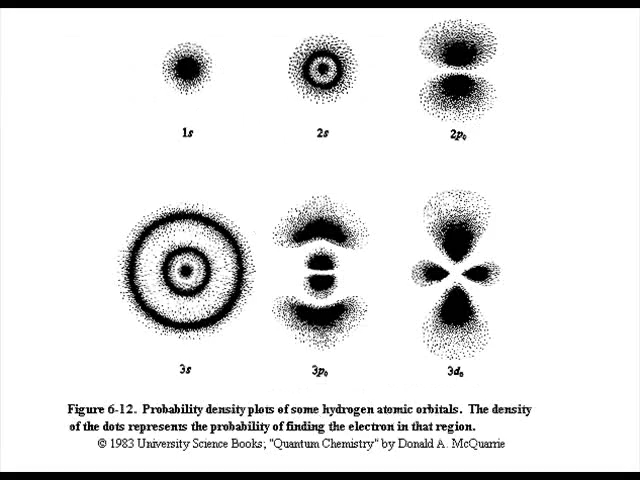 1s 2s 2p₀
3s 3p₀ 3d₀
Figure 6-12. Probability density plots of some hydrogen atomic orbitals. The density
of the dots represents the probability of finding the electron in that region.
© 1983 University Science Books; "Quantum Chemistry" by Donald A. McQuarrie